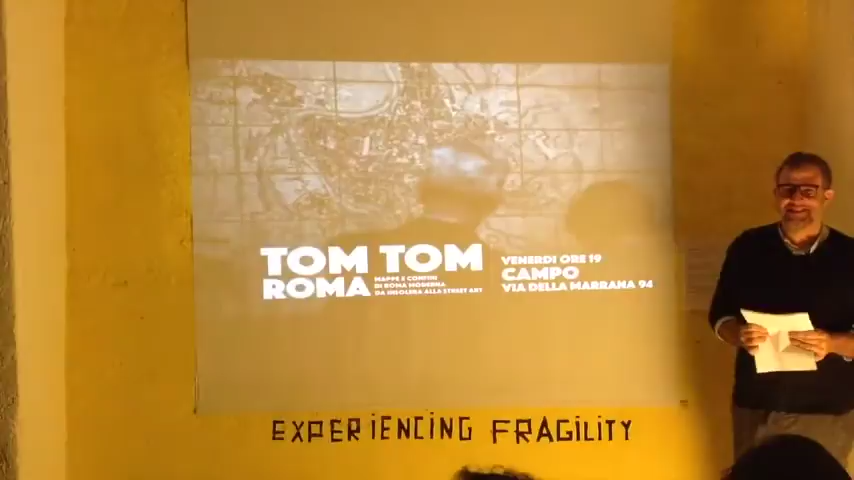 TOM TOM
ROMA
MAPPE E CONFINI
DI ROMA MODERNA
DA INSOLERA ALLA STREET ART
VENERDI ORE 19
CAMPO
VIA DELLA MARRANA 94
EXPERIENCING FRAGILITY